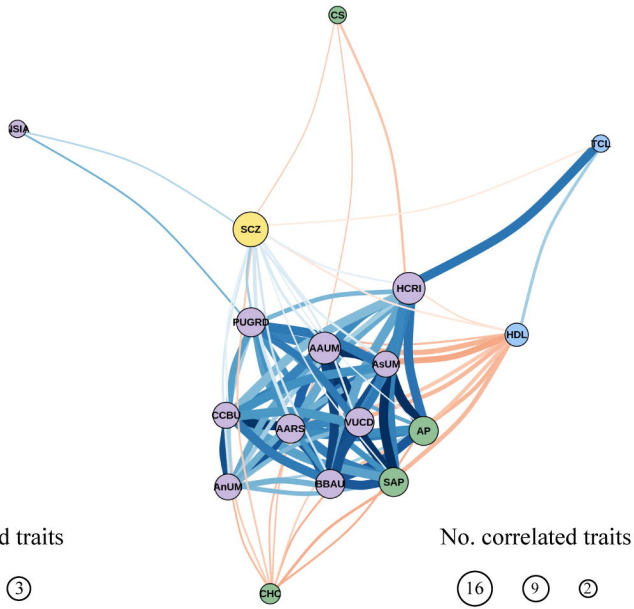 CS
TCL
SCZ
HCRI
PUGRD
HDL
AAUM
AsUM
CCBU
AARS
VUCD
AP
AnUM
BBAU
SAP
d traits
No. correlated traits
3
16 9 2
CHC